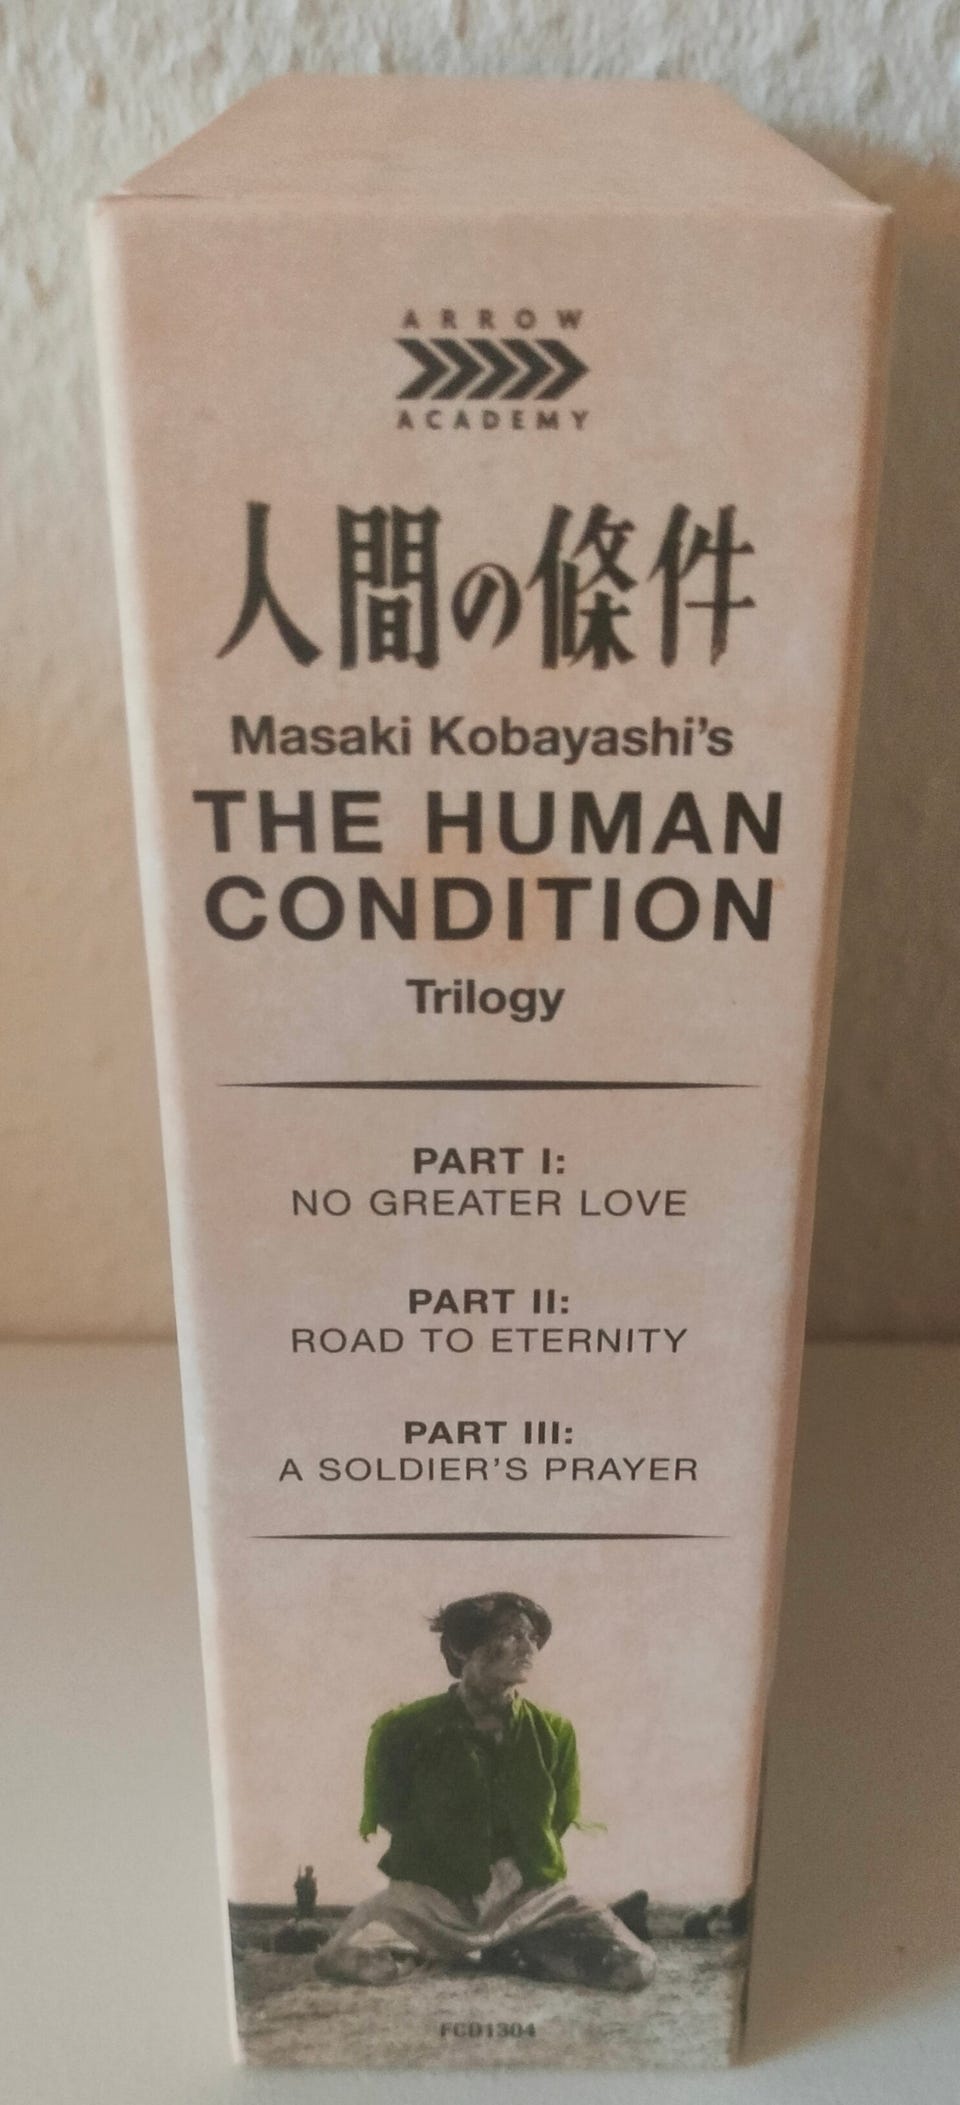 ARROW
ACADEMY
人間の條件
Masaki Kobayashi's
THE HUMAN
CONDITION
Trilogy
PART I:
NO GREATER LOVE
PART II:
ROAD TO ETERNITY
PART III:
A SOLDIER'S PRAYER
FCD1304